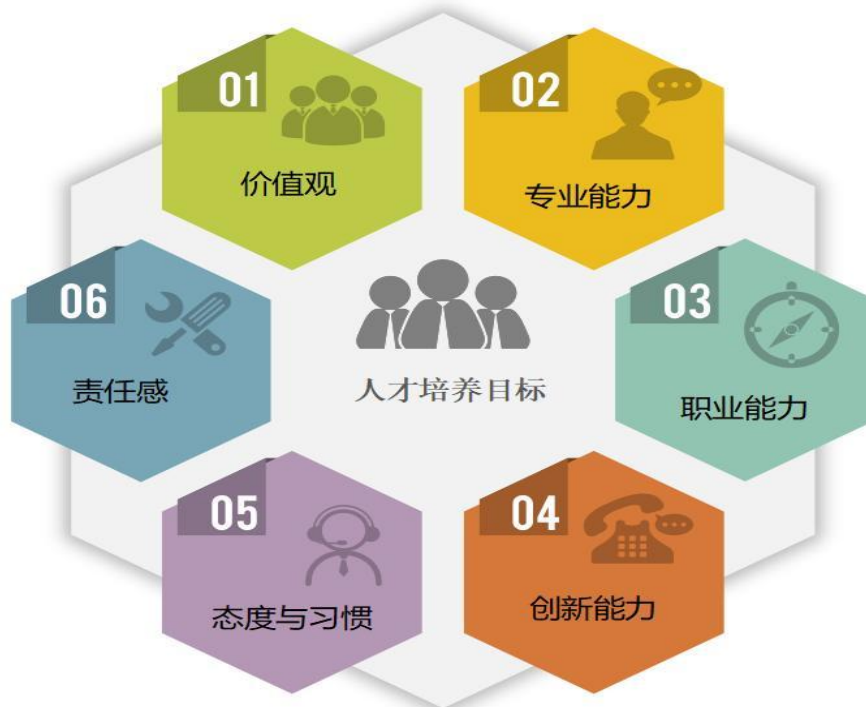 01
价值观
02
专业能力
03
职业能力
04
创新能力
05
态度与习惯
06
责任感
人才培养目标